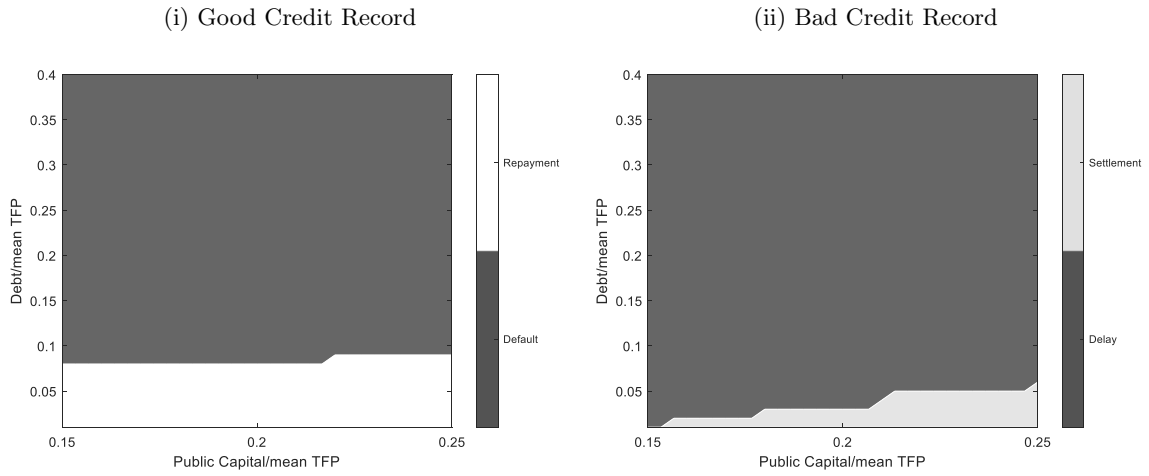 (i) Good Credit Record
0.4
0.35
0.3
0.25
0.2
0.15
0.1
0.05
Debt/mean TFP
0.15
0.2
0.25
Public Capital/mean TFP
Repayment
Default
(ii) Bad Credit Record
0.4
0.35
0.3
0.25
0.2
0.15
0.1
0.05
Debt/mean TFP
0.15
0.2
0.25
Public Capital/mean TFP
Settlement
Delay